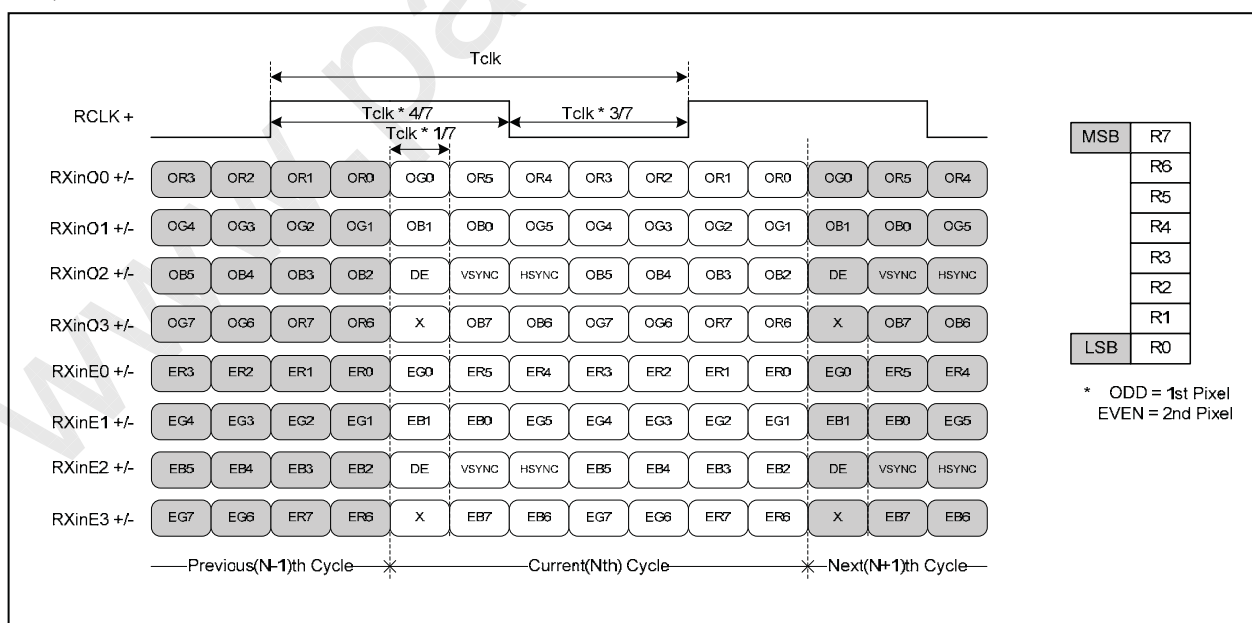 www.pa
Tclk
RCLK +
Tclk * 4/7
Tclk * 3/7
Tclk * 1/7
RXinO0 +/- OR3 OR2 OR1 OR0 OG0 OR5 OR4 OR3 OR2 OR1 OR0 OG0 OR5 OR4
RXinO1 +/- OG4 OG3 OG2 OG1 OB1 OB0 OG5 OG4 OG3 OG2 OG1 OB1 OB0 OG5
RXinO2 +/- OB5 OB4 OB3 OB2 DE VSYNC HSYNC OB5 OB4 OB3 OB2 DE VSYNC HSYNC
RXinO3 +/- OG7 OG6 OR7 OR6 X OB7 OB6 OG7 OG6 OR7 OR6 X OB7 OB6
RXinE0 +/- ER3 ER2 ER1 ER0 EG0 ER5 ER4 ER3 ER2 ER1 ER0 EG0 ER5 ER4
RXinE1 +/- EG4 EG3 EG2 EG1 EB1 EB0 EG5 EG4 EG3 EG2 EG1 EB1 EB0 EG5
RXinE2 +/- EB5 EB4 EB3 EB2 DE VSYNC HSYNC EB5 EB4 EB3 EB2 DE VSYNC HSYNC
RXinE3 +/- EG7 EG6 ER7 ER6 X EB7 EB6 EG7 EG6 ER7 ER6 X EB7 EB6
Previous(N-1)th Cycle
Current(Nth) Cycle
Next(N+1)th Cycle
MSB R7
R6
R5
R4
R3
R2
R1
LSB R0
* ODD = 1st Pixel
EVEN = 2nd Pixel